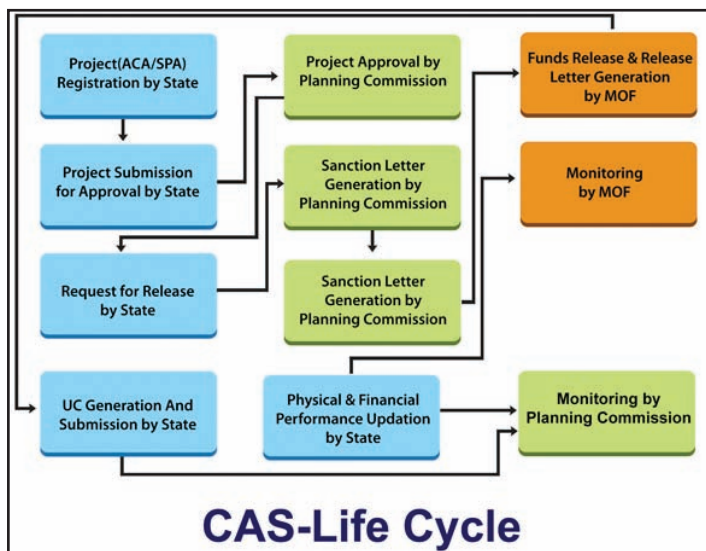 Project(ACA/SPA)
Registration by State
Project Approval by
Planning Commission
Funds Release & Release
Letter Generation
by MOF
Project Submission
for Approval by State
Sanction Letter
Generation by
Planning Commission
Monitoring
by MOF
Request for Release
by State
Sanction Letter
Generation by
Planning Commission
UC Generation And
Submission by State
Physical & Financial
Performance Updation
by State
Monitoring by
Planning Commission
CAS-Life Cycle